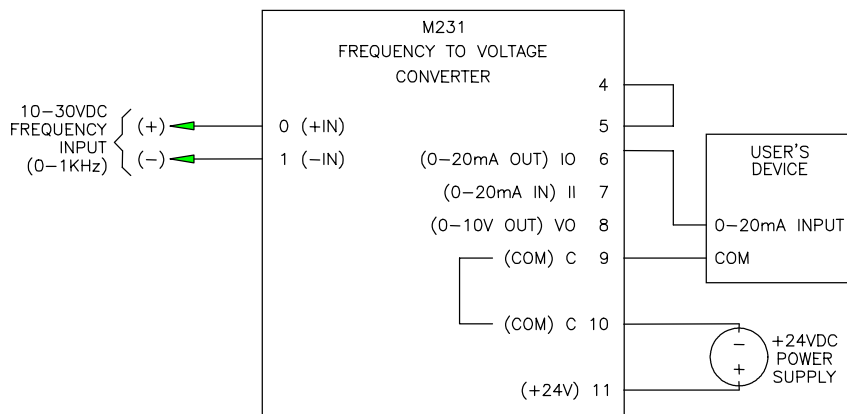 M231
FREQUENCY TO VOLTAGE
CONVERTER
10-30VDC
FREQUENCY
INPUT
(0-1KHz)
(+)
(-)
0 (+IN)
1 (-IN)
4
5
(0-20mA OUT) IO 6
(0-20mA IN) II 7
(0-10V OUT) VO 8
(COM) C 9
(COM) C 10
(+24V) 11
USER'S
DEVICE
0-20mA INPUT
COM
-
+
+24VDC
POWER
SUPPLY